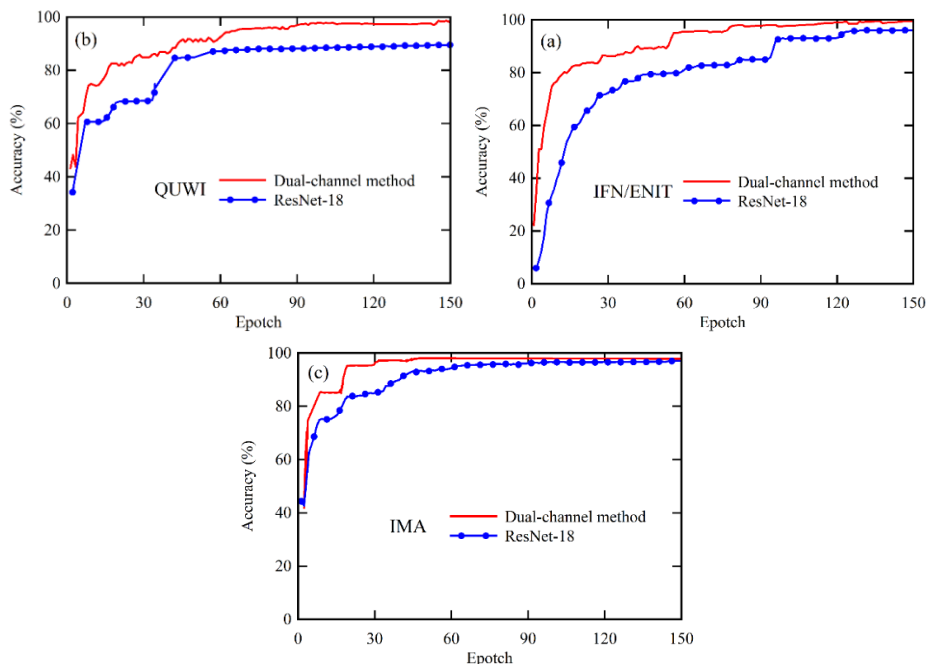 (b)
Accuracy (%)
100
80
60
40
20
0
QUWI
Dual-channel method
ResNet-18
0 30 60 90 120 150
Epotch
(a)
Accuracy (%)
100
80
60
40
20
0
IFN/ENIT
Dual-channel method
ResNet-18
0 30 60 90 120 150
Epotch
(c)
Accuracy (%)
100
80
60
40
20
0
IMA
Dual-channel method
ResNet-18
0 30 60 90 120 150
Epotch